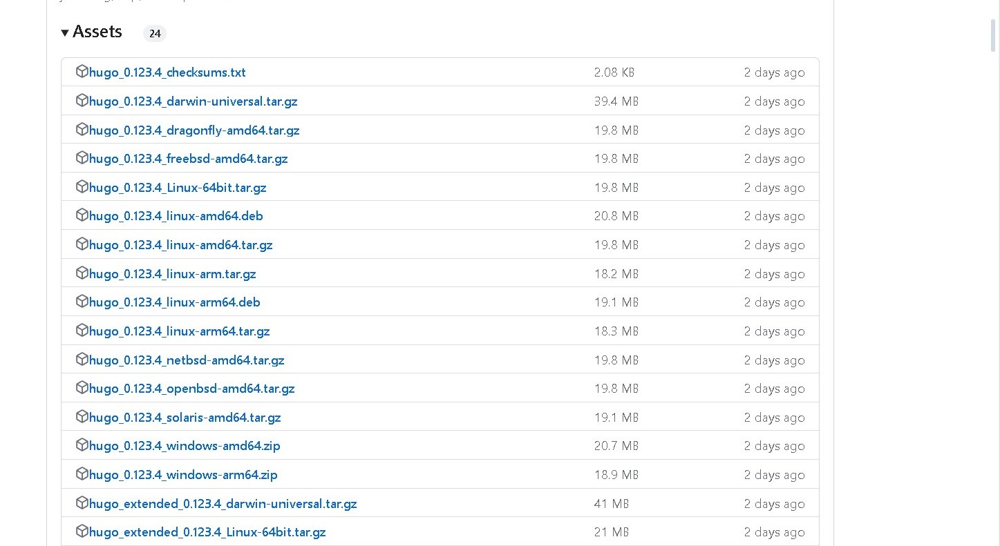 Assets 24
hugo_0.123.4_checksums.txt 2.08 KB 2 days ago
hugo_0.123.4_darwin-universal.tar.gz 39.4 MB 2 days ago
hugo_0.123.4_dragonfly-amd64.tar.gz 19.8 MB 2 days ago
hugo_0.123.4_freebsd-amd64.tar.gz 19.8 MB 2 days ago
hugo_0.123.4_Linux-64bit.tar.gz 19.8 MB 2 days ago
hugo_0.123.4_linux-amd64.deb 20.8 MB 2 days ago
hugo_0.123.4_linux-amd64.tar.gz 19.8 MB 2 days ago
hugo_0.123.4_linux-arm.tar.gz 18.2 MB 2 days ago
hugo_0.123.4_linux-arm64.deb 19.1 MB 2 days ago
hugo_0.123.4_linux-arm64.tar.gz 18.3 MB 2 days ago
hugo_0.123.4_netbsd-amd64.tar.gz 19.8 MB 2 days ago
hugo_0.123.4_openbsd-amd64.tar.gz 19.8 MB 2 days ago
hugo_0.123.4_solaris-amd64.tar.gz 19.1 MB 2 days ago
hugo_0.123.4_windows-amd64.zip 20.7 MB 2 days ago
hugo_0.123.4_windows-arm64.zip 18.9 MB 2 days ago
hugo_extended_0.123.4_darwin-universal.tar.gz 41 MB 2 days ago
hugo_extended_0.123.4_Linux-64bit.tar.gz 21 MB 2 days ago